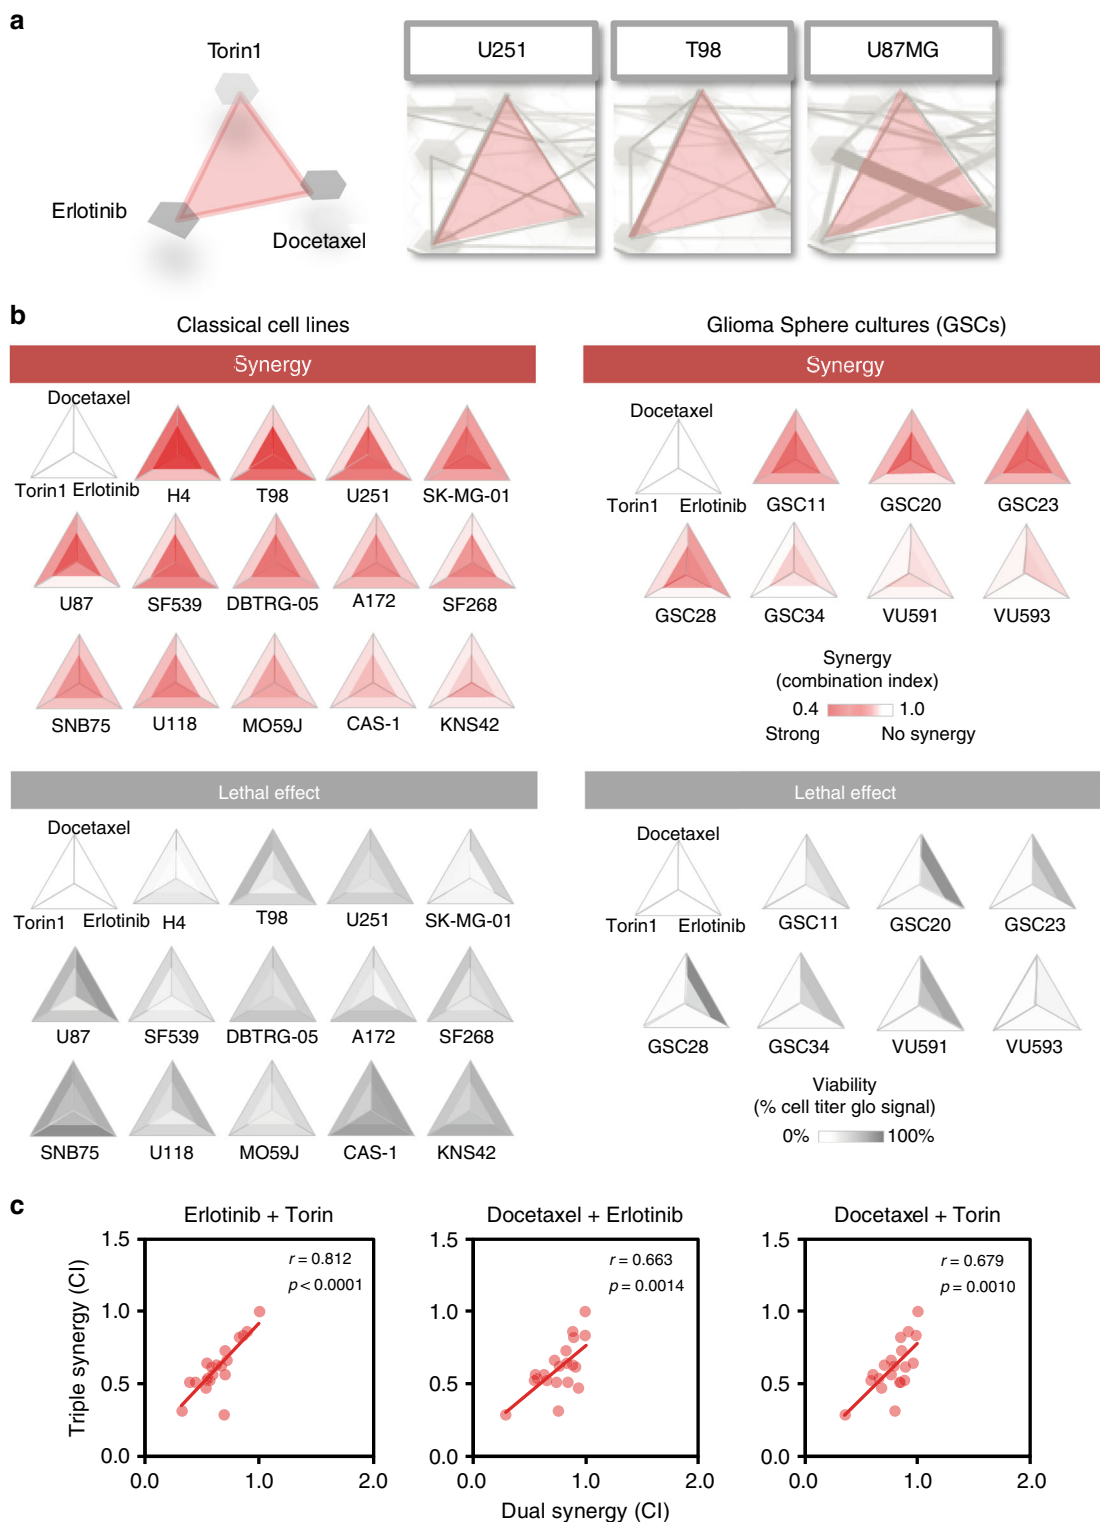 a
Torin1
Erlotinib
Docetaxel
U251
T98
U87MG
b
Classical cell lines
Synergy
Docetaxel
Torin1 Erlotinib
H4
T98
U251
SK-MG-01
U87
SF539
DBTRG-05
A172
SF268
SNB75
U118
MO59J
CAS-1
KNS42
Glioma Sphere cultures (GSCs)
Synergy
Docetaxel
Torin1 Erlotinib
GSC11
GSC20
GSC23
GSC28
GSC34
VU591
VU593
Synergy
(combination index)
0.4 1.0
Strong No synergy
Lethal effect
Docetaxel
Torin1 Erlotinib
H4
T98
U251
SK-MG-01
U87
SF539
DBTRG-05
A172
SF268
SNB75
U118
MO59J
CAS-1
KNS42
Lethal effect
Docetaxel
Torin1 Erlotinib
GSC11
GSC20
GSC23
GSC28
GSC34
VU591
VU593
Viability
(% cell titer glo signal)
0% 100%
c
Erlotinib + Torin
r = 0.812
p < 0.0001
Triple synergy (CI)
1.5
1.0
0.5
0.0
0.0 1.0 2.0
Docetaxel + Erlotinib
r = 0.663
p = 0.0014
1.5
1.0
0.5
0.0
0.0 1.0 2.0
Dual synergy (CI)
Docetaxel + Torin
r = 0.679
p = 0.0010
1.5
1.0
0.5
0.0
0.0 1.0 2.0